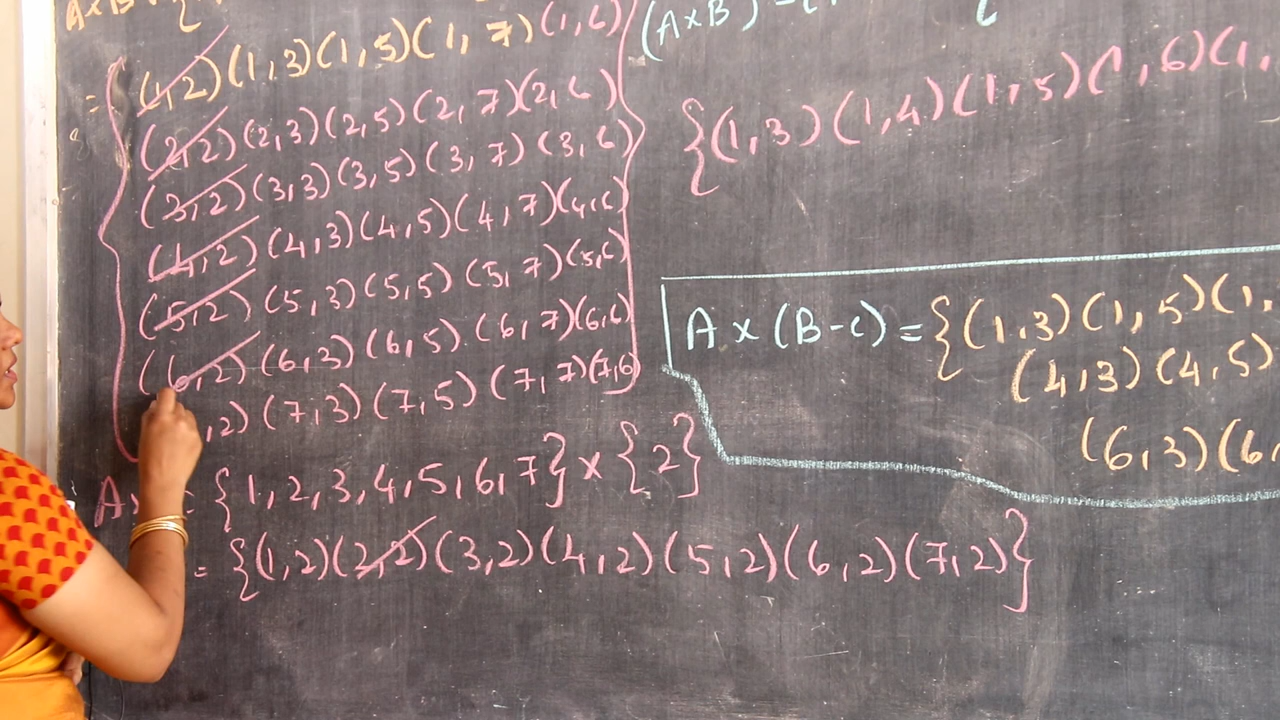 A×B = {
= {(1,2)(1,3)(1,5)(1,7)(1,6)
(2,2)(2,3)(2,5)(2,7)(2,6)
(3,2)(3,3)(3,5)(3,7)(3,6)
(4,2)(4,3)(4,5)(4,7)(4,6)
(5,2)(5,3)(5,5)(5,7)(5,6)
(6,2)(6,3)(6,5)(6,7)(6,6)
,2)(7,3)(7,5)(7,7)(7,6)}
A = {1,2,3,4,5,6,7} × {2}
= {(1,2)(2,2)(3,2)(4,2)(5,2)(6,2)(7,2)}
(A×B)
{(1,3)(1,4)(1,5)(1,6)(1,
A × (B-C) = {(1,3)(1,5)(1,
(4,3)(4,5)
(6,3)(6,